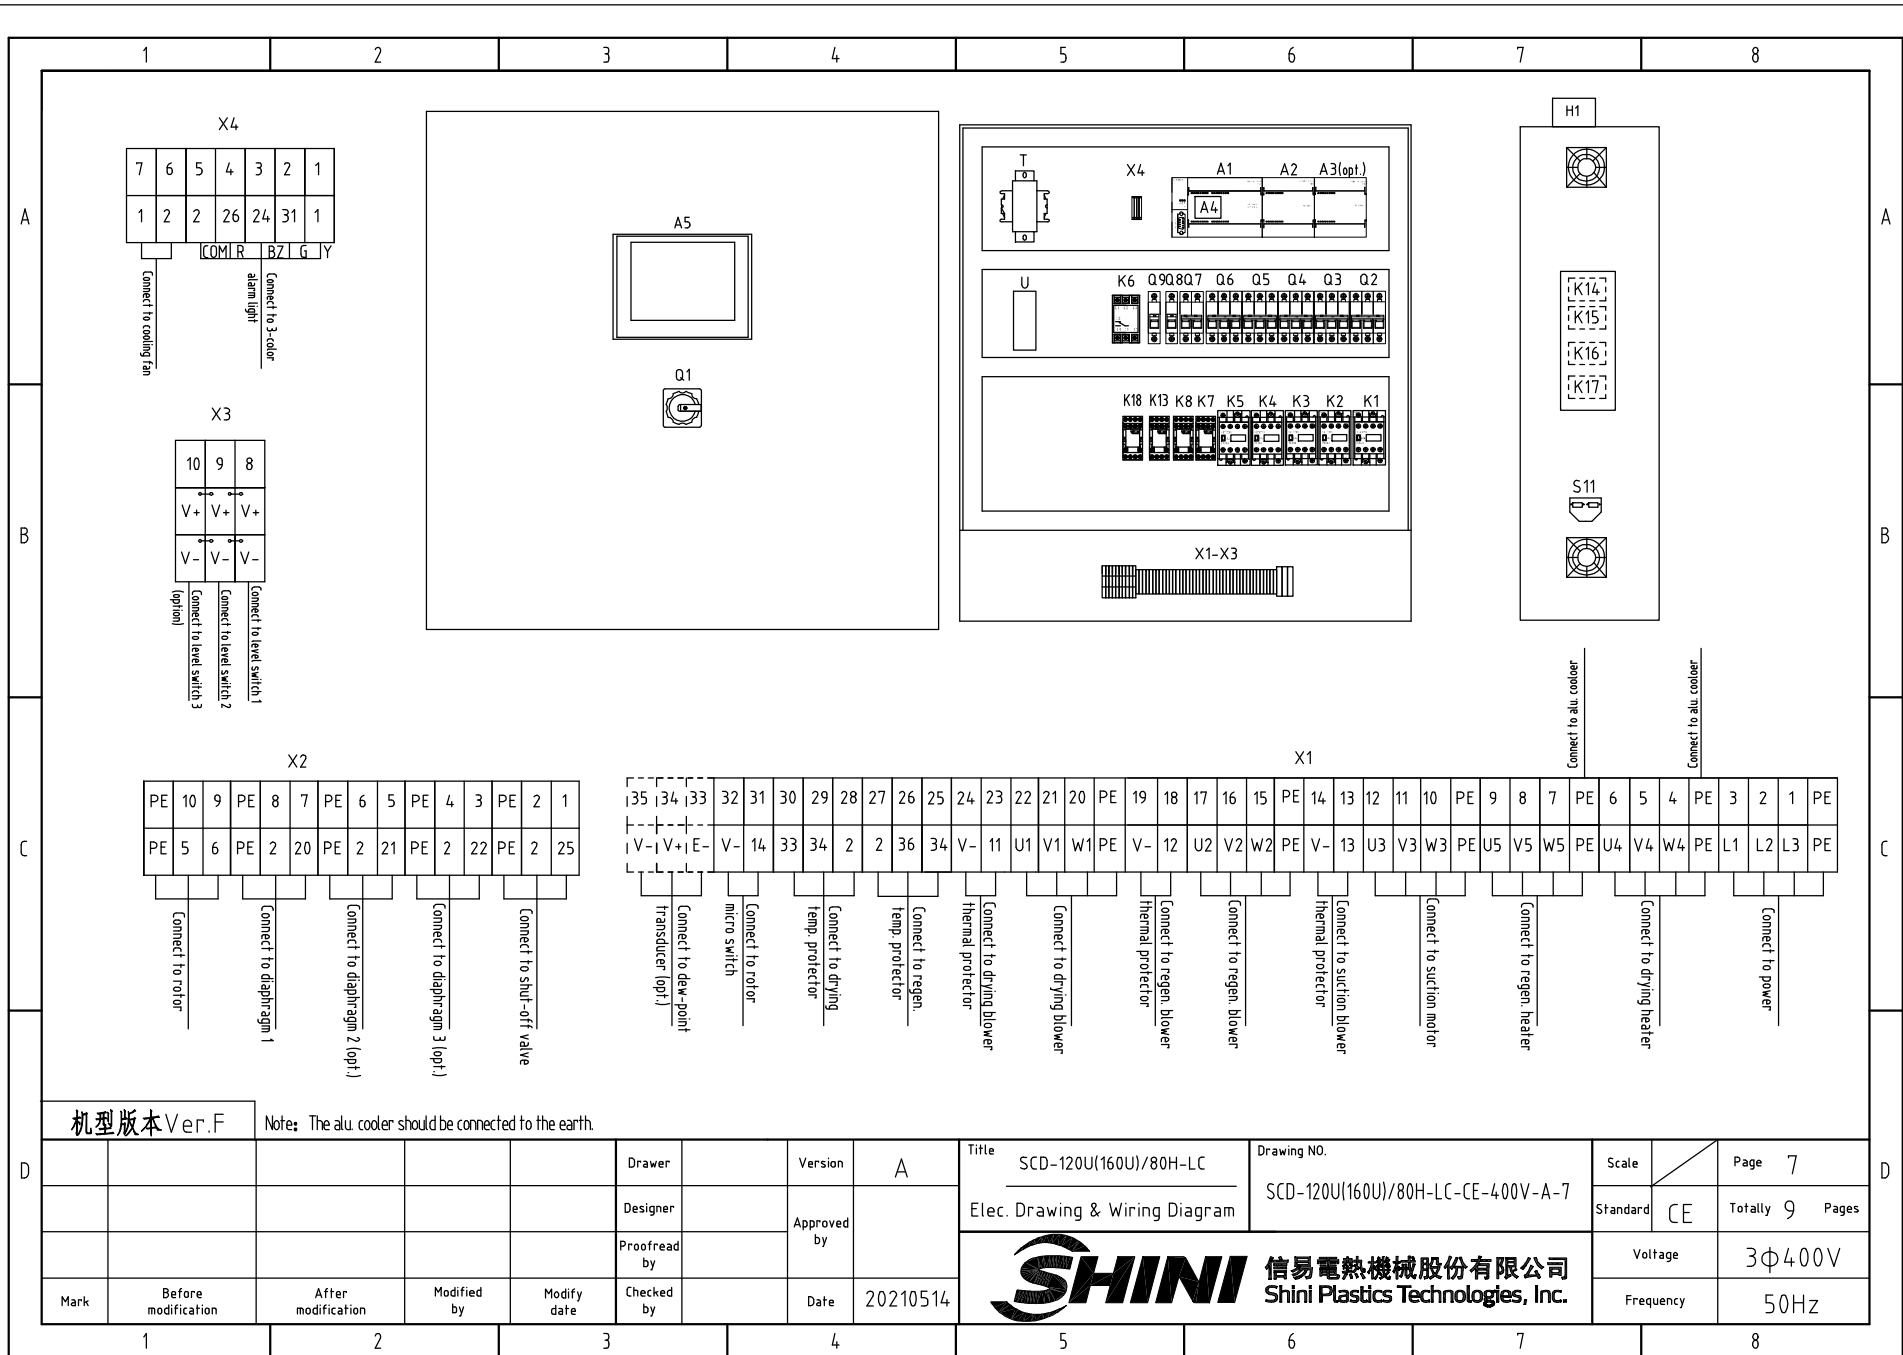 1 2 3 4 5 6 7 8
A
A
B
B
C
C
D
D
X4
7 6 5 4 3 2 1
1 2 2 26 24 31 1
COM R BZ G Y
Connect to cooling fan
Connect to 3-color
alarm light
X3
10 9 8
V+ V+ V+
V- V- V-
Connect to level switch 3
(option)
Connect to level switch 2
Connect to level switch 1
A5
Q1
T
X4
A1 A2 A3(opt.)
A4
U
K6 Q9 Q8 Q7 Q6 Q5 Q4 Q3 Q2
K18 K13 K8 K7 K5 K4 K3 K2 K1
X1-X3
H1
K14
K15
K16
K17
S11
Connect to alu. cooloer
Connect to alu. cooloer
X2
PE 10 9 PE 8 7 PE 6 5 PE 4 3 PE 2 1
PE 5 6 PE 2 20 PE 2 21 PE 2 22 PE 2 25
Connect to rotor
Connect to diaphragm 1
Connect to diaphragm 2 (opt.)
Connect to diaphragm 3 (opt.)
Connect to shut-off valve
X1
35 34 33 32 31 30 29 28 27 26 25 24 23 22 21 20 PE 19 18 17 16 15 PE 14 13 12 11 10 PE 9 8 7 PE 6 5 4 PE 3 2 1 PE
V- V+ E- V- 14 33 34 2 2 36 34 V- 11 U1 V1 W1 PE V- 12 U2 V2 W2 PE V- 13 U3 V3 W3 PE U5 V5 W5 PE U4 V4 W4 PE L1 L2 L3 PE
Connect to dew-point
transducer (opt.)
Connect to rotor
micro switch
Connect to drying
temp. protector
Connect to regen.
temp. protector
Connect to drying blower
thermal protector
Connect to drying blower
Connect to regen. blower
thermal protector
Connect to regen. blower
Connect to suction blower
thermal protector
Connect to suction motor
Connect to regen. heater
Connect to drying heater
Connect to power
机型版本Ver.F
Note: The alu. cooler should be connected to the earth.
Mark
Before
modification
After
modification
Modified
by
Modify
date
Drawer
Designer
Proofread
by
Checked
by
Version A
Approved
by
Date 20210514
Title
SCD-120U(160U)/80H-LC
Elec. Drawing & Wiring Diagram
Drawing NO.
SCD-120U(160U)/80H-LC-CE-400V-A-7
SHINI
信易電熱機械股份有限公司
Shini Plastics Technologies, Inc.
Scale
Page 7
Standard CE
Totally 9 Pages
Voltage 3ϕ400V
Frequency 50Hz
1 2 3 4 5 6 7 8